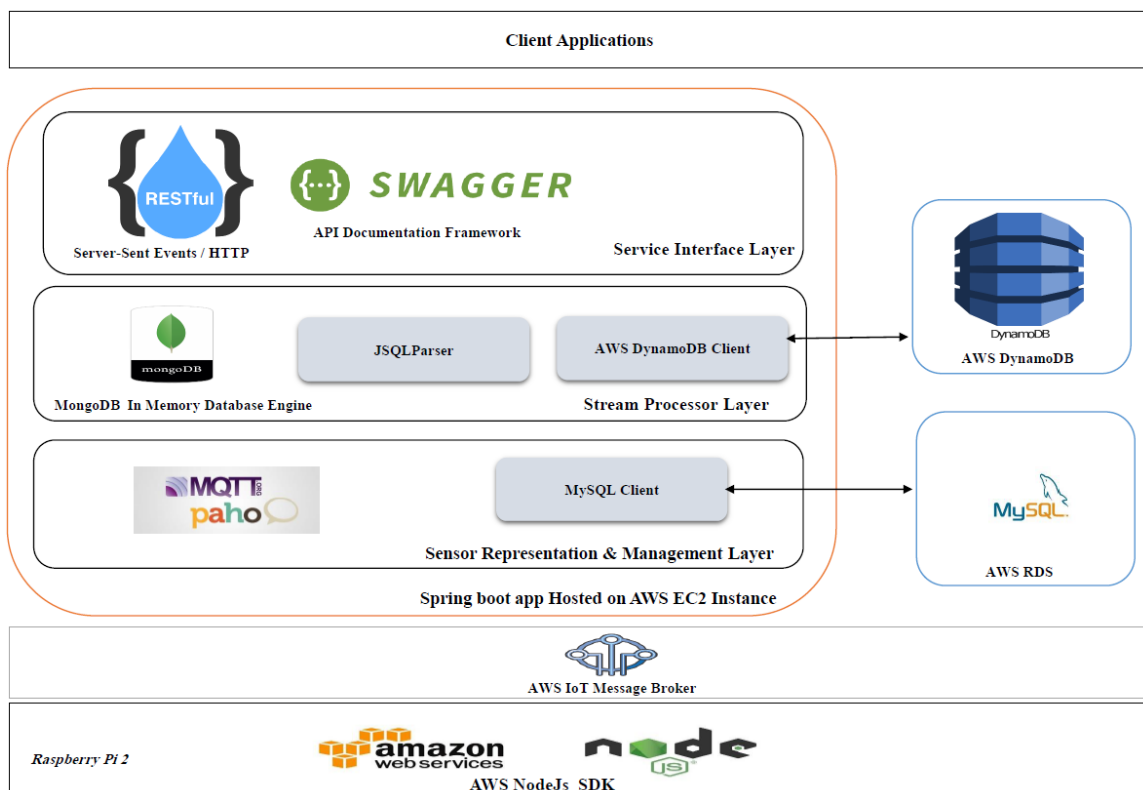 Client Applications
{RESTful}
Server-Sent Events / HTTP
{...} SWAGGER
API Documentation Framework
Service Interface Layer
mongoDB
MongoDB In Memory Database Engine
JSQLParser
AWS DynamoDB Client
Stream Processor Layer
DynamoDB
AWS DynamoDB
MQTT.ORG
paho
MySQL Client
Sensor Representation & Management Layer
MySQL
AWS RDS
Spring boot app Hosted on AWS EC2 Instance
AWS IoT Message Broker
Raspberry Pi 2
amazon
webservices
node
JS
AWS NodeJs SDK